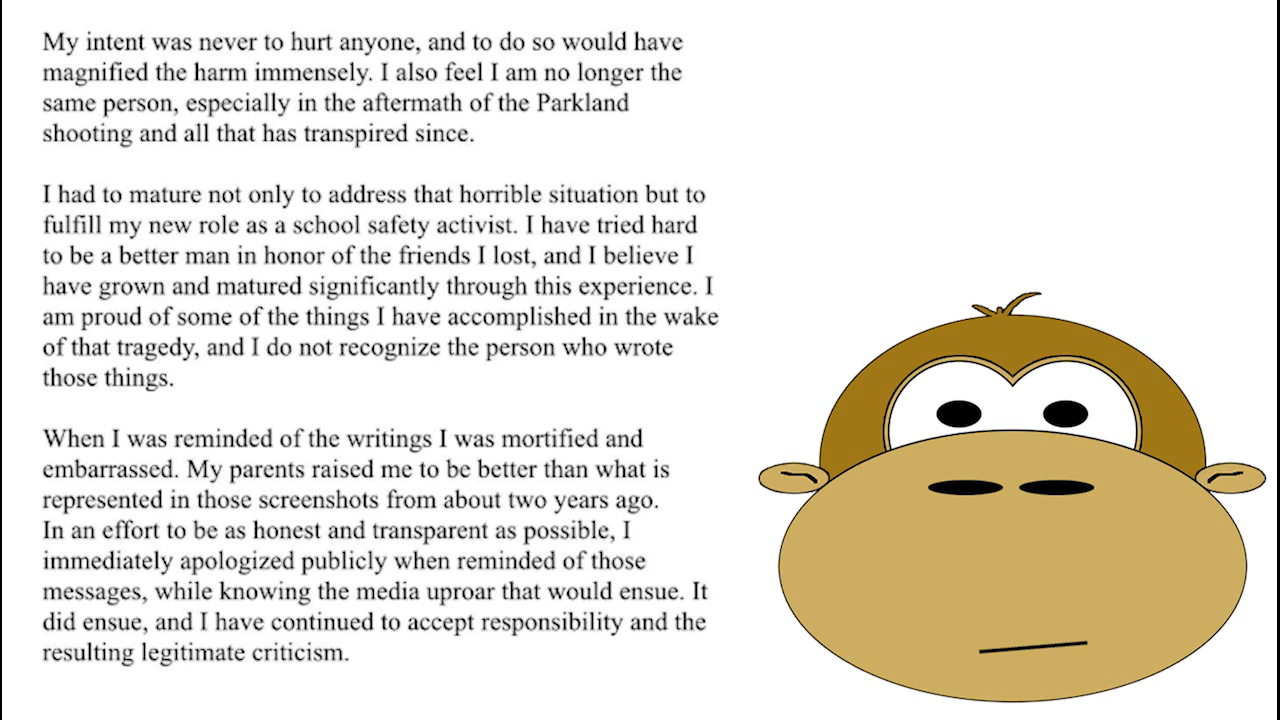 My intent was never to hurt anyone, and to do so would have
magnified the harm immensely. I also feel I am no longer the
same person, especially in the aftermath of the Parkland
shooting and all that has transpired since.
I had to mature not only to address that horrible situation but to
fulfill my new role as a school safety activist. I have tried hard
to be a better man in honor of the friends I lost, and I believe I
have grown and matured significantly through this experience. I
am proud of some of the things I have accomplished in the wake
of that tragedy, and I do not recognize the person who wrote
those things.
When I was reminded of the writings I was mortified and
embarrassed. My parents raised me to be better than what is
represented in those screenshots from about two years ago.
In an effort to be as honest and transparent as possible, I
immediately apologized publicly when reminded of those
messages, while knowing the media uproar that would ensue. It
did ensue, and I have continued to accept responsibility and the
resulting legitimate criticism.